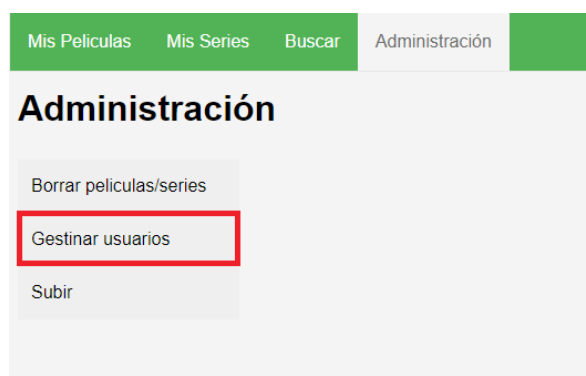 Mis Peliculas Mis Series Buscar Administración
Administración
Borrar peliculas/series
Gestinar usuarios
Subir